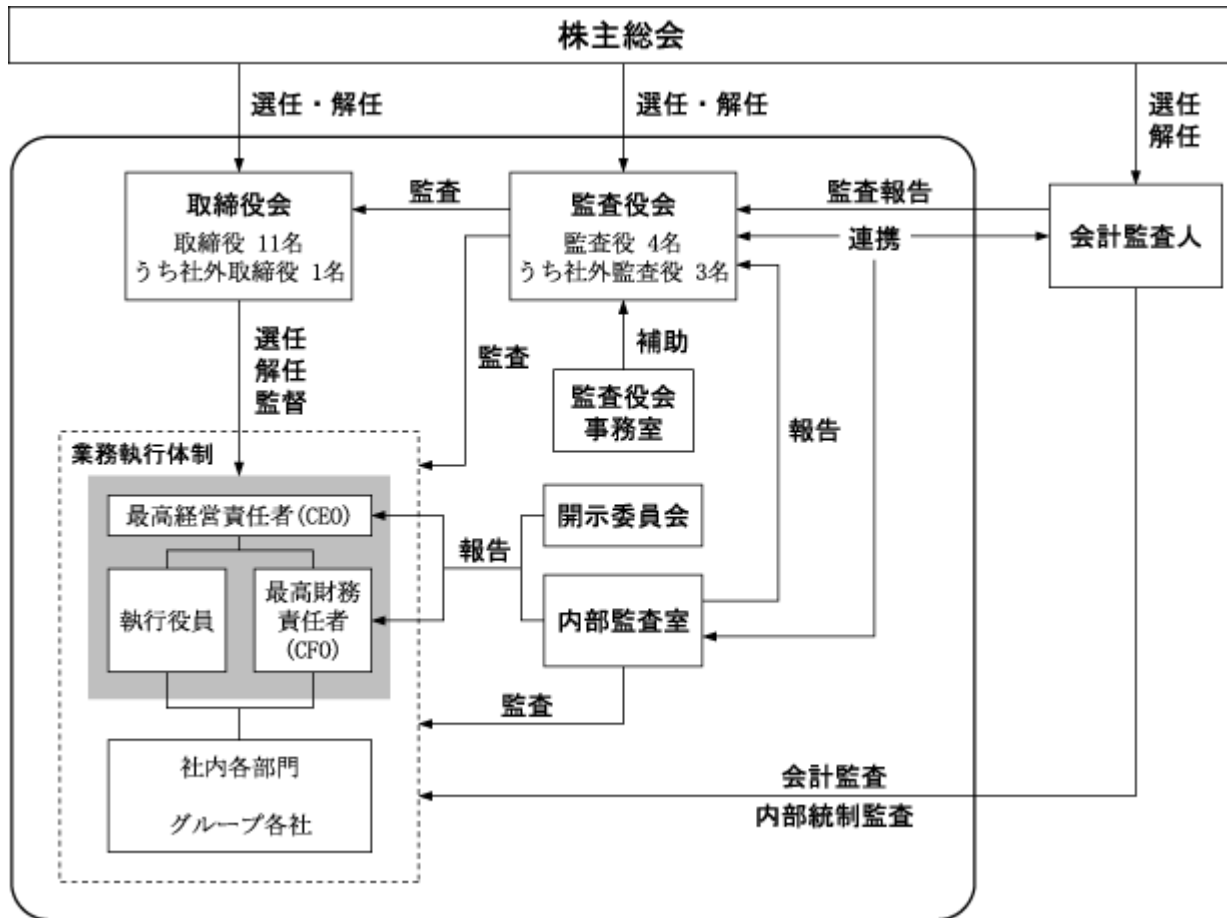 株主総会
選任・解任
選任・解任
選任
解任
取締役会
取締役 11名
うち社外取締役 1名
監査
監査役会
監査役 4名
うち社外監査役 3名
監査報告
連携
会計監査人
選任
解任
監督
監査
補助
監査役会
事務室
報告
業務執行体制
最高経営責任者(CEO)
執行役員
最高財務
責任者
(CFO)
報告
開示委員会
内部監査室
監査
社内各部門
グループ各社
会計監査
内部統制監査